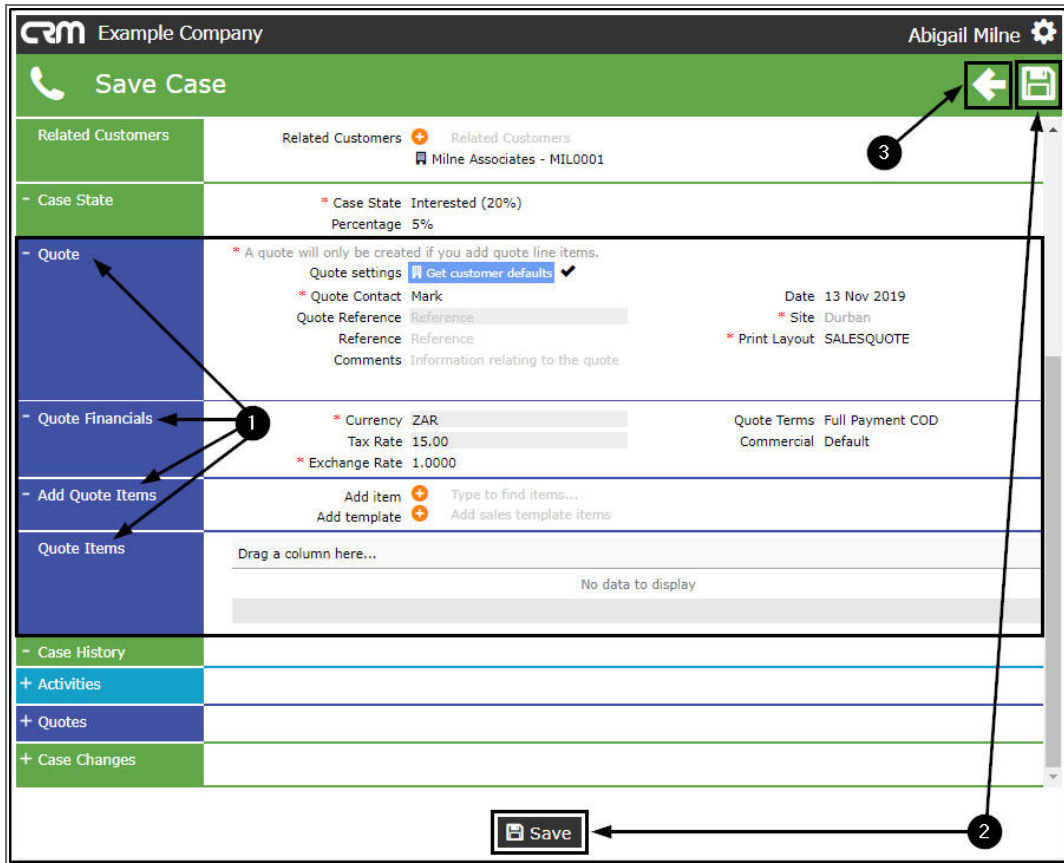 CRM Example Company Abigail Milne
Save Case
3
Related Customers Related Customers Related Customers
Milne Associates - MIL0001
- Case State * Case State Interested (20%)
Percentage 5%
- Quote * A quote will only be created if you add quote line items.
Quote settings Get customer defaults
* Quote Contact Mark Date 13 Nov 2019
Quote Reference Reference * Site Durban
Reference Reference * Print Layout SALESQUOTE
Comments Information relating to the quote
1
- Quote Financials * Currency ZAR Quote Terms Full Payment COD
Tax Rate 15.00 Commercial Default
* Exchange Rate 1.0000
- Add Quote Items Add item Type to find items...
Add template Add sales template items
Quote Items Drag a column here...
No data to display
- Case History
+ Activities
+ Quotes
+ Case Changes
Save 2